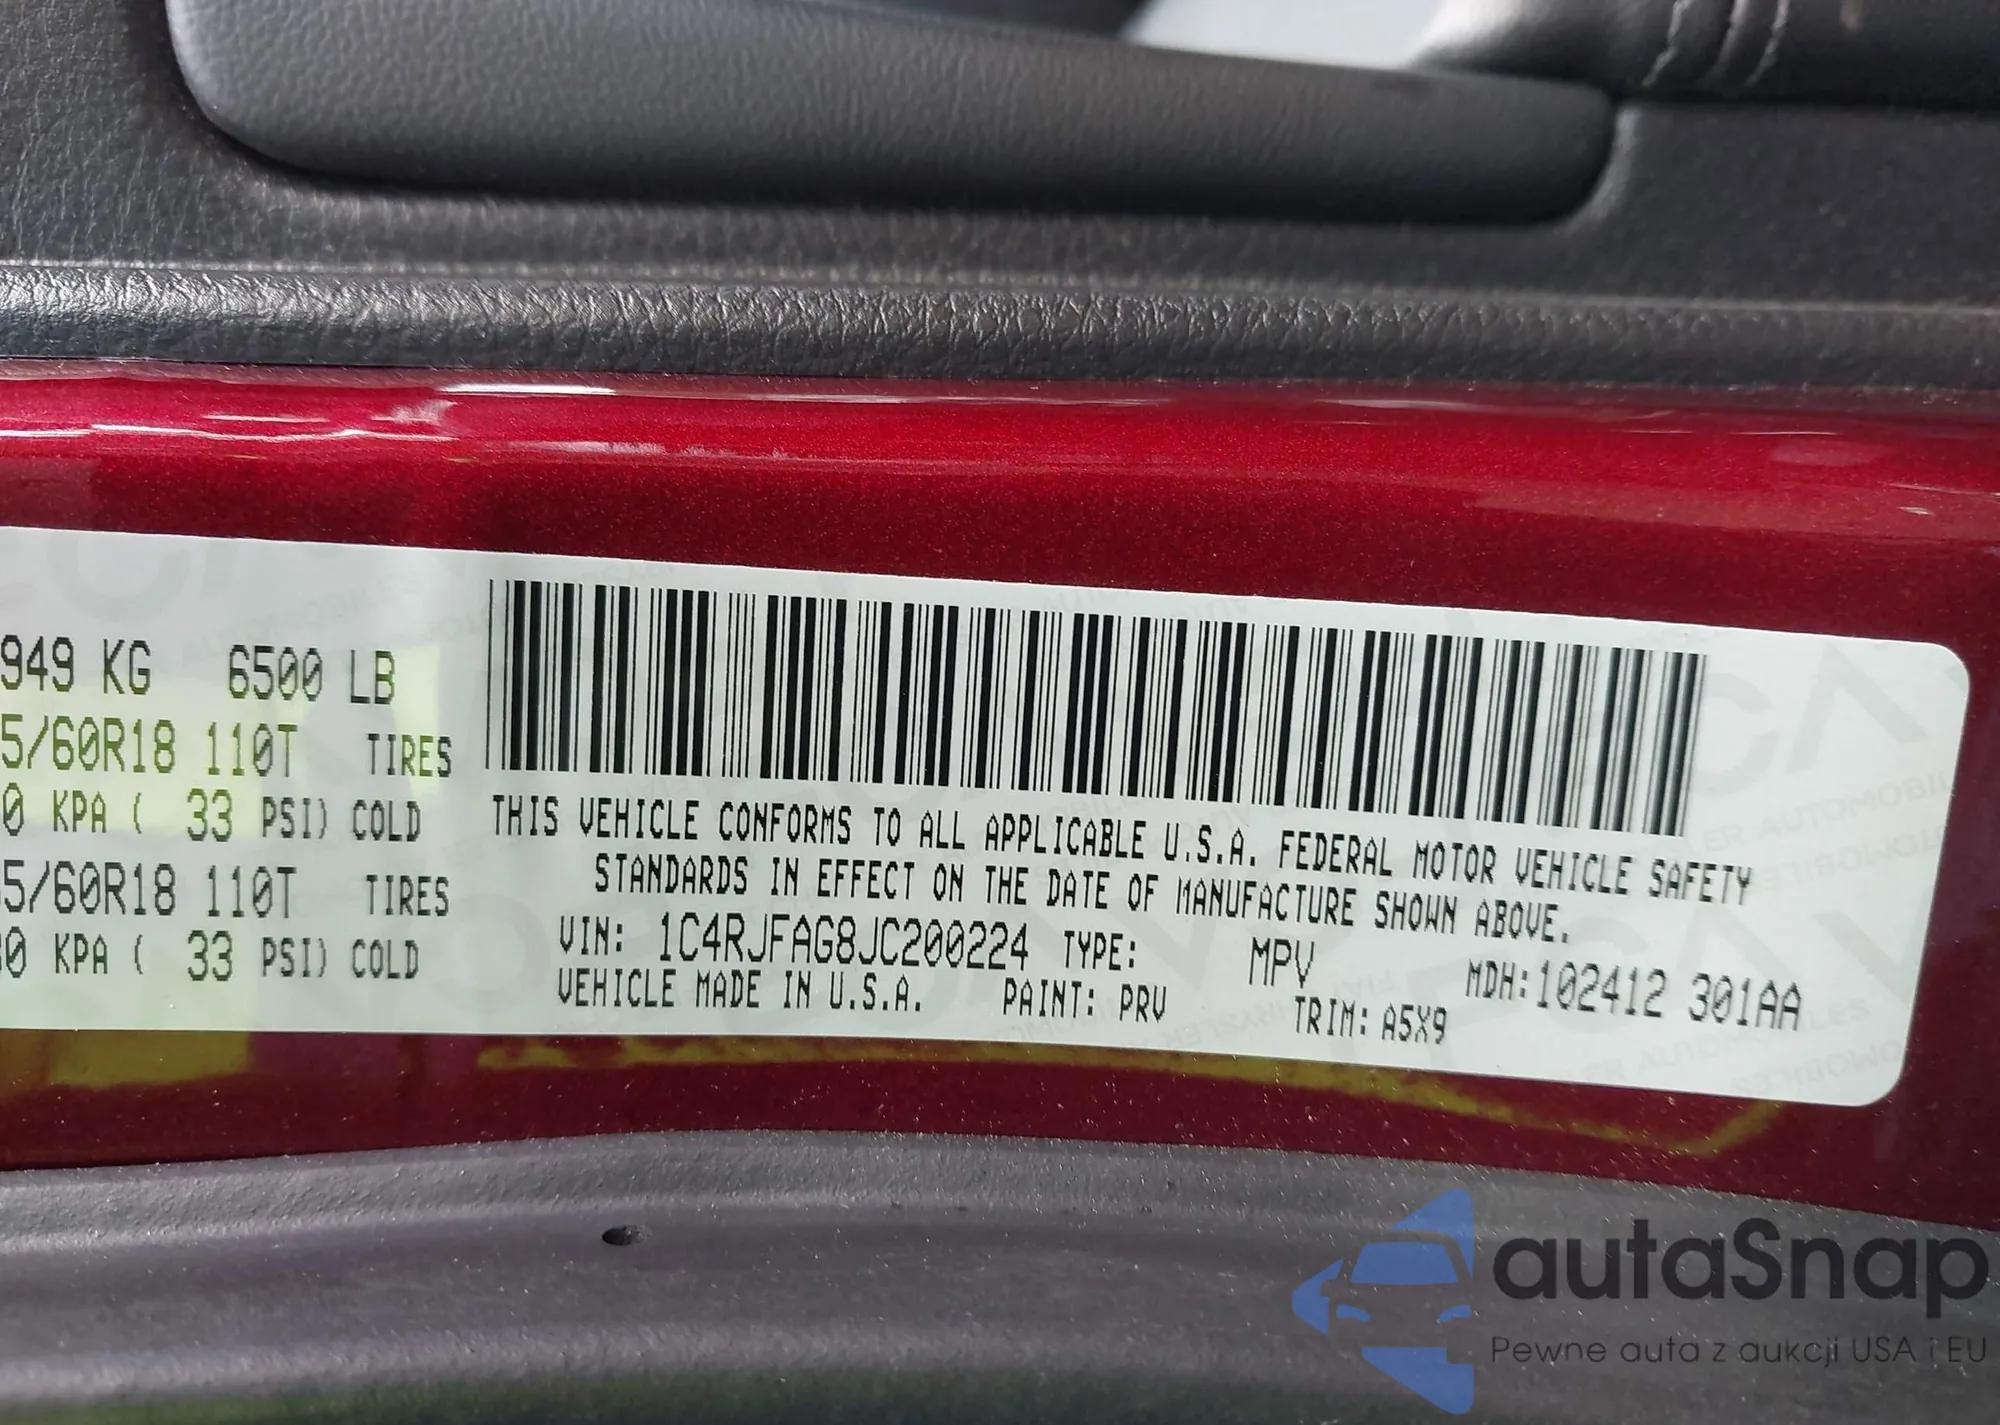 949 KG 6500 LB
5/60R18 110T TIRES
0 KPA ( 33 PSI) COLD
5/60R18 110T TIRES
0 KPA ( 33 PSI) COLD
THIS VEHICLE CONFORMS TO ALL APPLICABLE U.S.A. FEDERAL MOTOR VEHICLE SAFETY
STANDARDS IN EFFECT ON THE DATE OF MANUFACTURE SHOWN ABOVE.
VIN: 1C4RJFAG8JC200224 TYPE: MPV MDH:102412 301AA
VEHICLE MADE IN U.S.A. PAINT: PRV TRIM: A5X9
autaSnap
Pewne auta z aukcji USA i EU